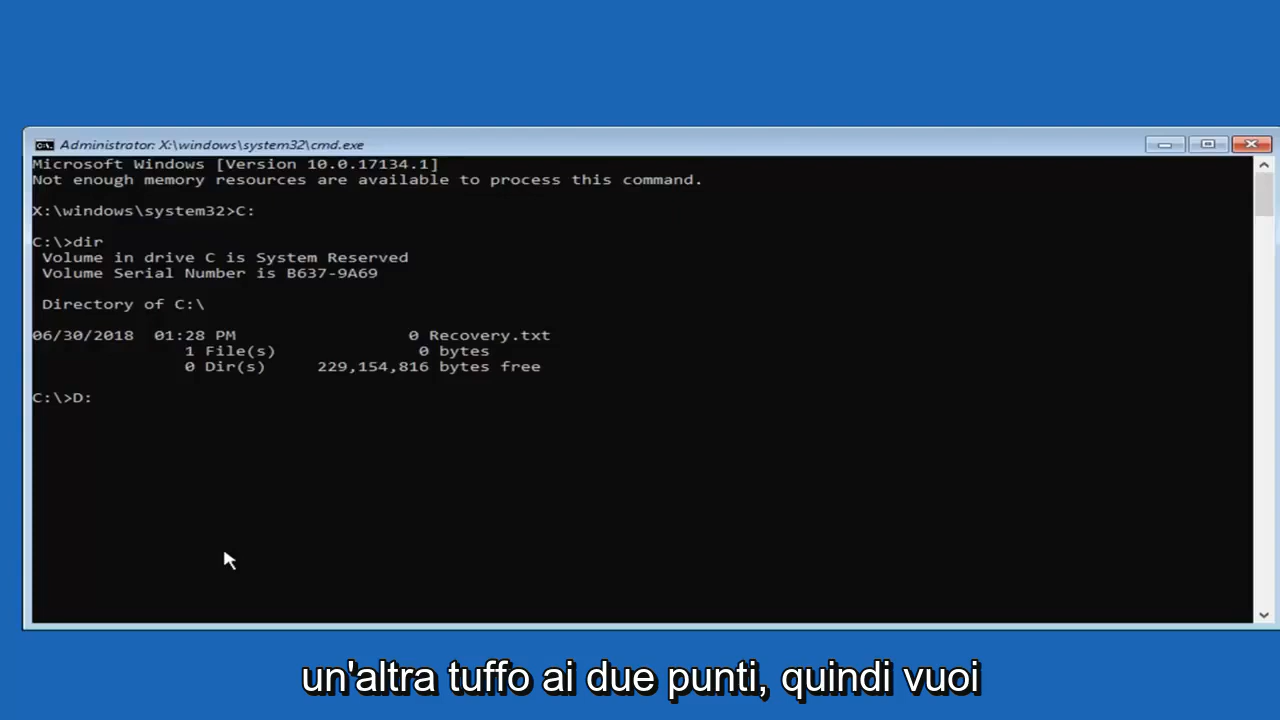 Administrator: X:\windows\system32\cmd.exe
Microsoft Windows [Version 10.0.17134.1]
Not enough memory resources are available to process this command.
X:\windows\system32>C:
C:\>dir
Volume in drive C is System Reserved
Volume Serial Number is B637-9A69
Directory of C:\
06/30/2018  01:28 PM                 0 Recovery.txt
1 File(s)              0 bytes
0 Dir(s)     229,154,816 bytes free
C:\>D:
un'altra tuffo ai due punti, quindi vuoi